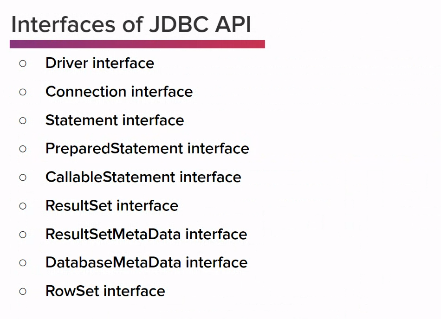 Interfaces of JDBC API
Driver interface
Connection interface
Statement interface
PreparedStatement interface
CallableStatement interface
ResultSet interface
ResultSetMetaData interface
DatabaseMetaData interface
RowSet interface